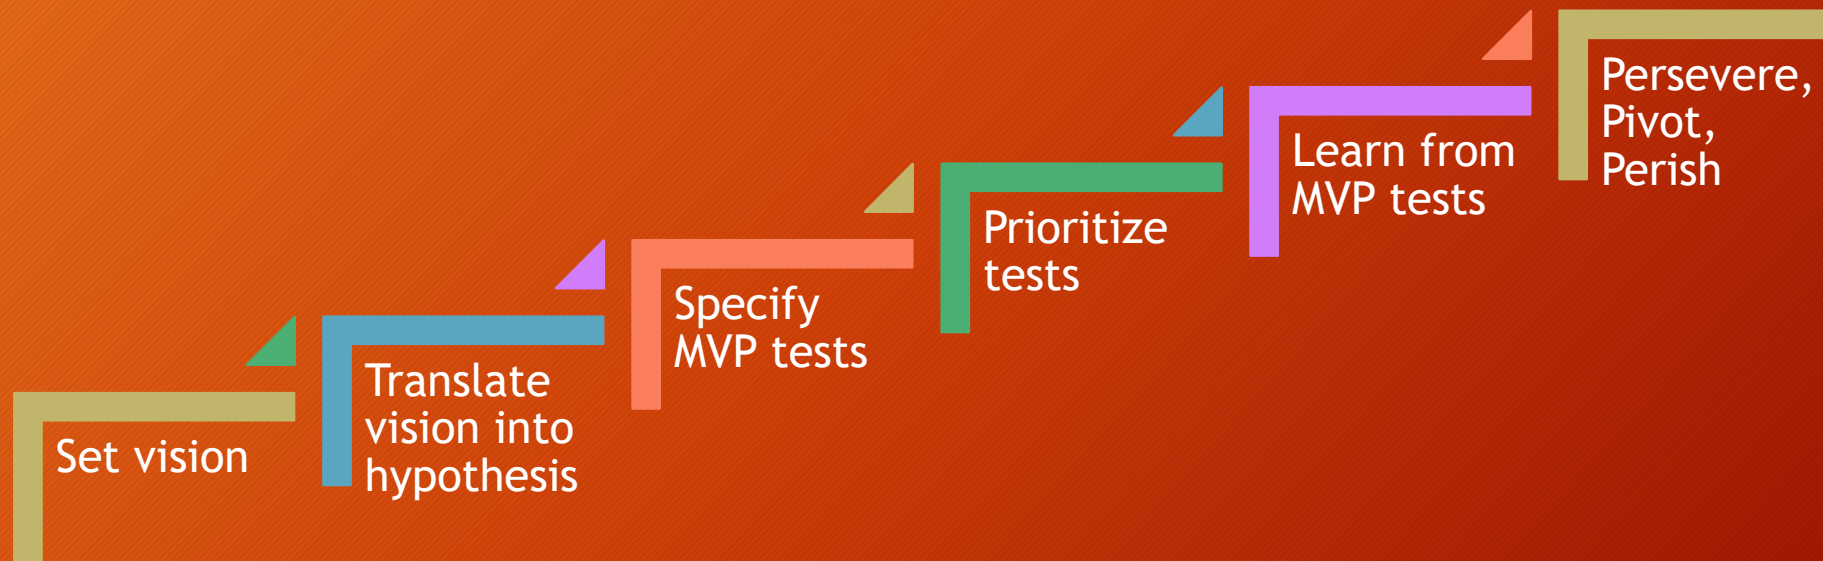 Set vision
Translate
vision into
hypothesis
Specify
MVP tests
Prioritize
tests
Learn from
MVP tests
Persevere,
Pivot,
Perish